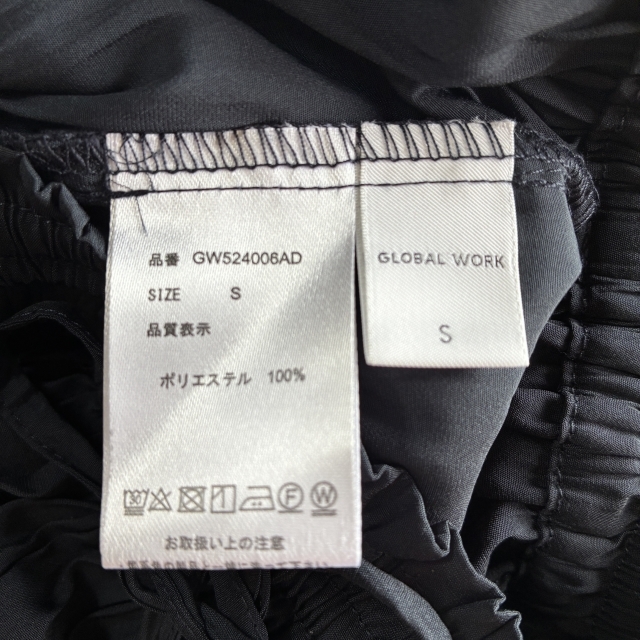 品番 GW524006AD
SIZE S
品質表示
ポリエステル 100%
F W
お取扱い上の注意
GLOBAL WORK
S